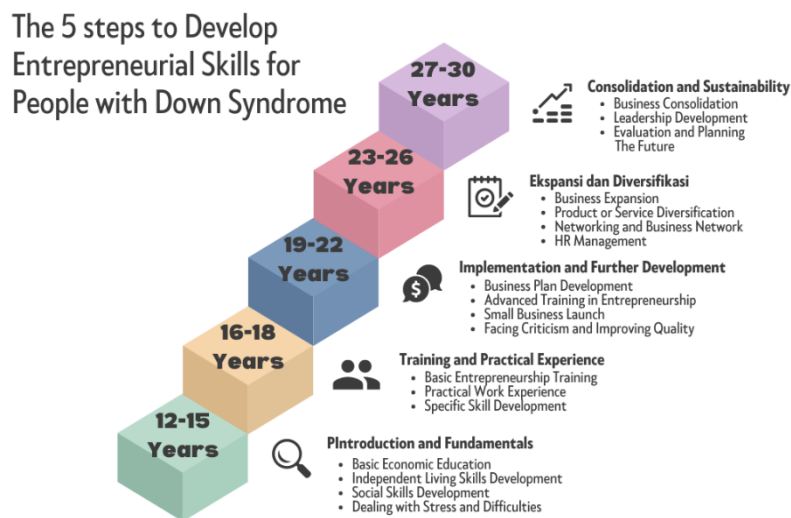 The 5 steps to Develop
Entrepreneurial Skills for
People with Down Syndrome
27-30
Years
Consolidation and Sustainability
• Business Consolidation
• Leadership Development
• Evaluation and Planning
The Future
23-26
Years
Ekspansi dan Diversifikasi
• Business Expansion
• Product or Service Diversification
• Networking and Business Network
• HR Management
19-22
Years
$
Implementation and Further Development
• Business Plan Development
• Advanced Training in Entrepreneurship
• Small Business Launch
• Facing Criticism and Improving Quality
16-18
Years
Training and Practical Experience
• Basic Entrepreneurship Training
• Practical Work Experience
• Specific Skill Development
12-15
Years
PIntroduction and Fundamentals
• Basic Economic Education
• Independent Living Skills Development
• Social Skills Development
• Dealing with Stress and Difficulties